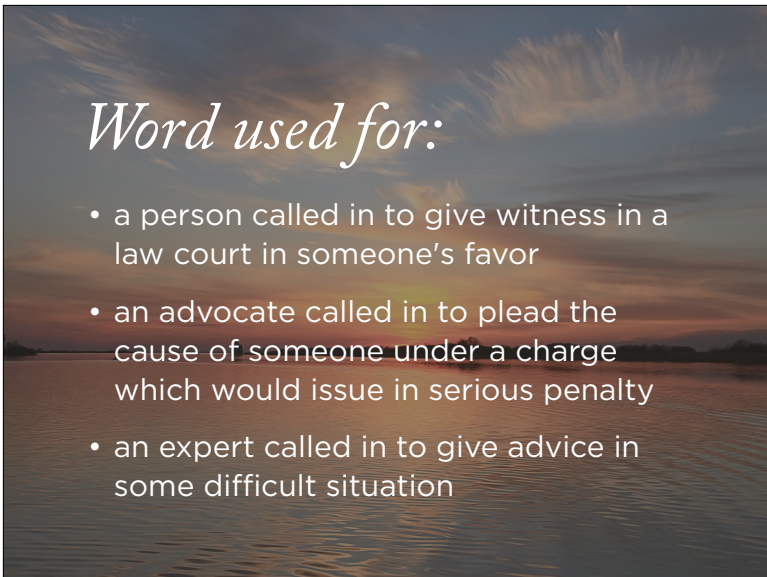 Word used for:
• a person called in to give witness in a
law court in someone's favor
• an advocate called in to plead the
cause of someone under a charge
which would issue in serious penalty
• an expert called in to give advice in
some difficult situation